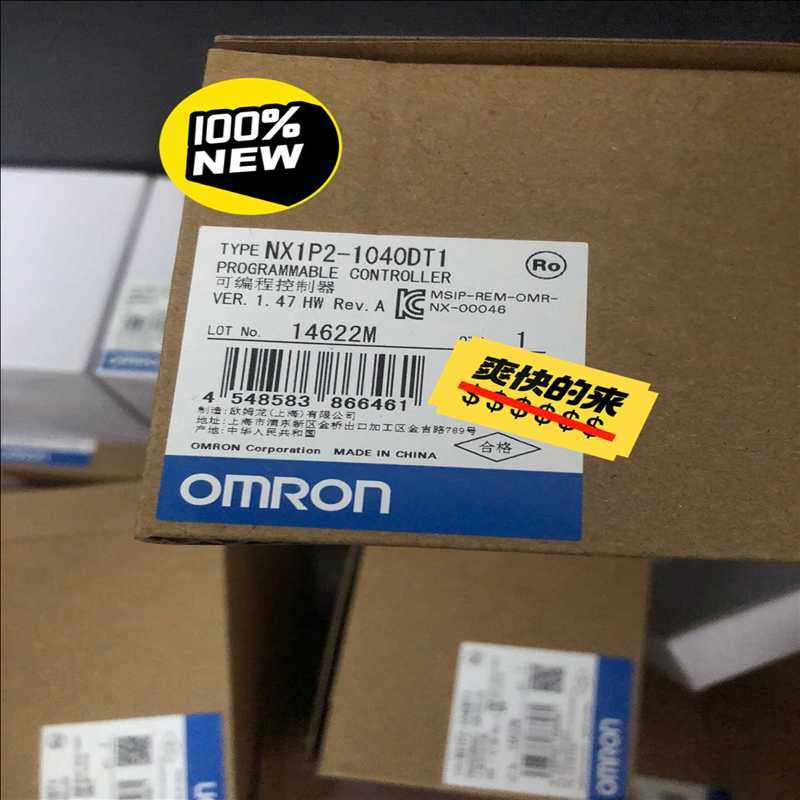 100%
NEW
TYPE NX1P2-1040DT1
PROGRAMMABLE CONTROLLER
可编程控制器
VER. 1.47 HW Rev. A
MSIP-REM-OMR-
NX-00046
Ro
LOT No. 14622M
1
爽快的来
$$$$$$
4 548583 866461
制造:欧姆龙(上海)有限公司
地址:上海市浦东新区金桥出口加工区金吉路789号
产地:中华人民共和国
合格
OMRON Corporation MADE IN CHINA
OMRON
OMRON
OMRON